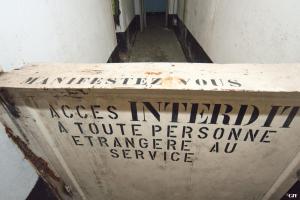 MANIFESTEZ VOUS
ACCES INTERDIT
A TOUTE PERSONNE
ETRANGERE AU
SERVICE